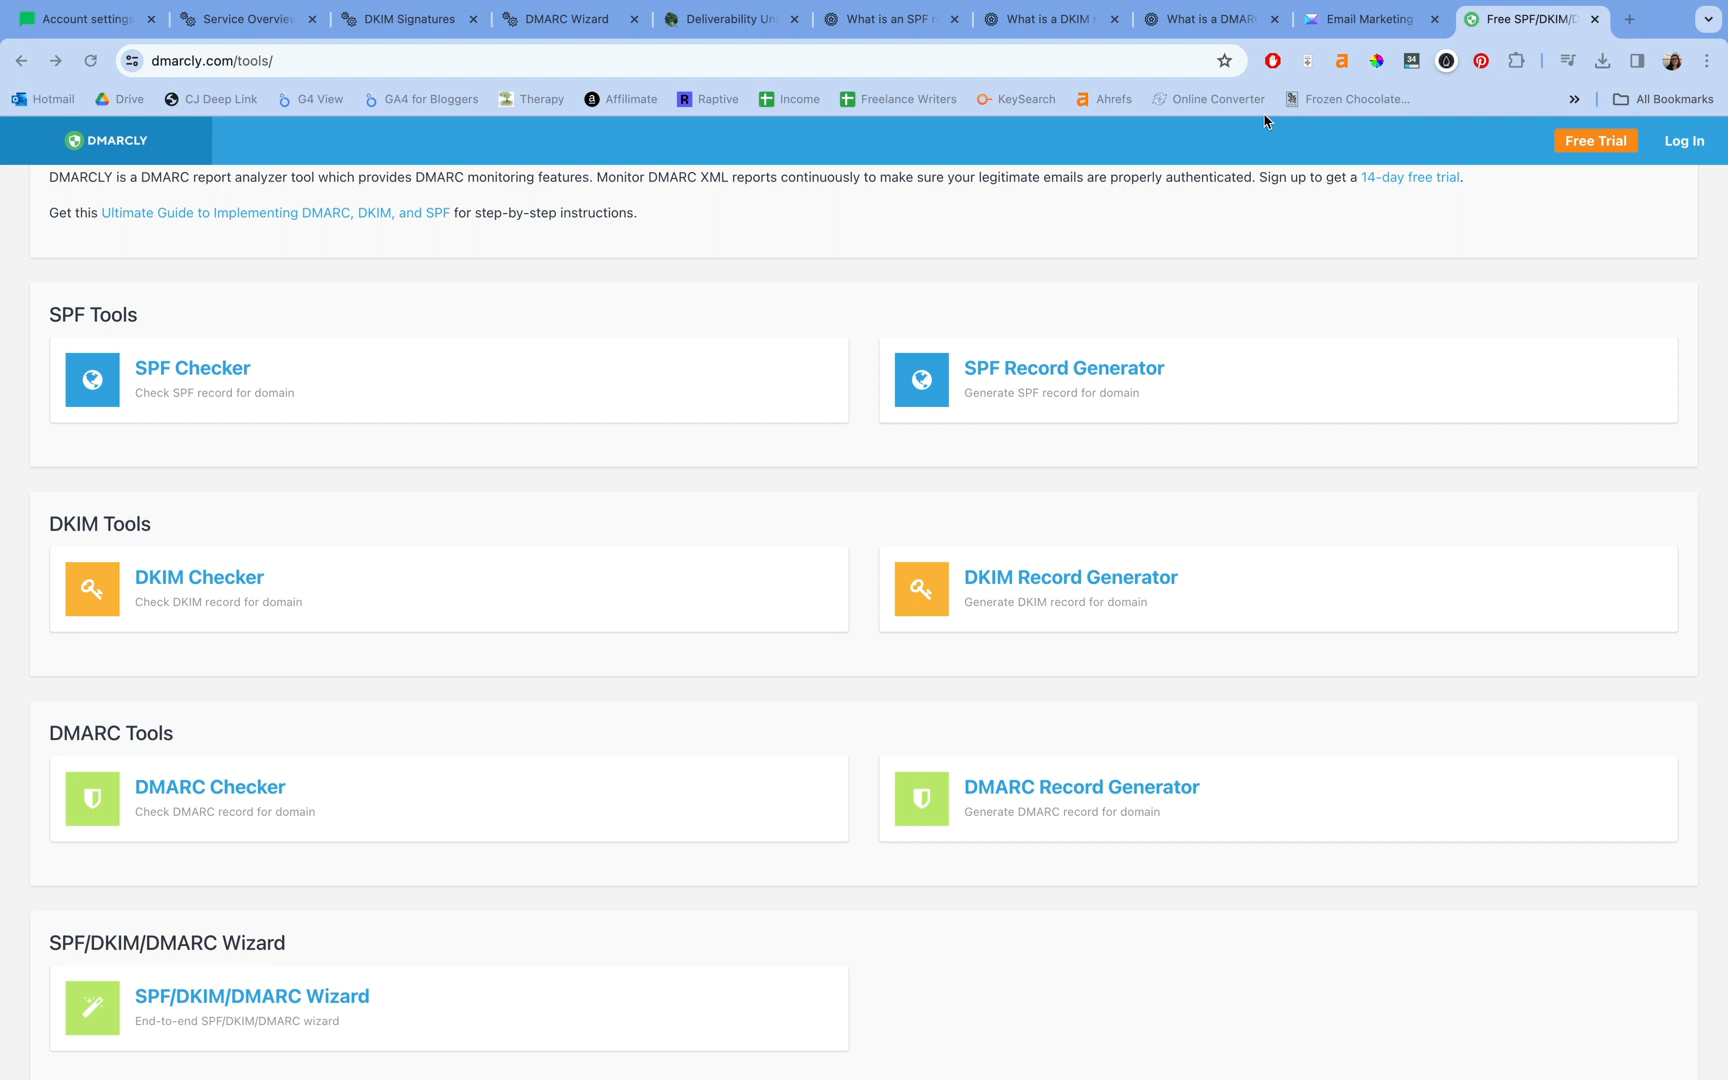 Account settings
Service Overview
DKIM Signatures
DMARC Wizard
Deliverability Un
What is an SPF r
What is a DKIM r
What is a DMARC
Email Marketing
Free SPF/DKIM/D
dmarcly.com/tools/
34
Hotmail
Drive
CJ Deep Link
G4 View
GA4 for Bloggers
Therapy
Affilimate
Raptive
Income
Freelance Writers
KeySearch
Ahrefs
Online Converter
Frozen Chocolate...
All Bookmarks
DMARCLY
Free Trial
Log In
DMARCLY is a DMARC report analyzer tool which provides DMARC monitoring features. Monitor DMARC XML reports continuously to make sure your legitimate emails are properly authenticated. Sign up to get a 14-day free trial.
Get this Ultimate Guide to Implementing DMARC, DKIM, and SPF for step-by-step instructions.
SPF Tools
SPF Checker
Check SPF record for domain
SPF Record Generator
Generate SPF record for domain
DKIM Tools
DKIM Checker
Check DKIM record for domain
DKIM Record Generator
Generate DKIM record for domain
DMARC Tools
DMARC Checker
Check DMARC record for domain
DMARC Record Generator
Generate DMARC record for domain
SPF/DKIM/DMARC Wizard
SPF/DKIM/DMARC Wizard
End-to-end SPF/DKIM/DMARC wizard